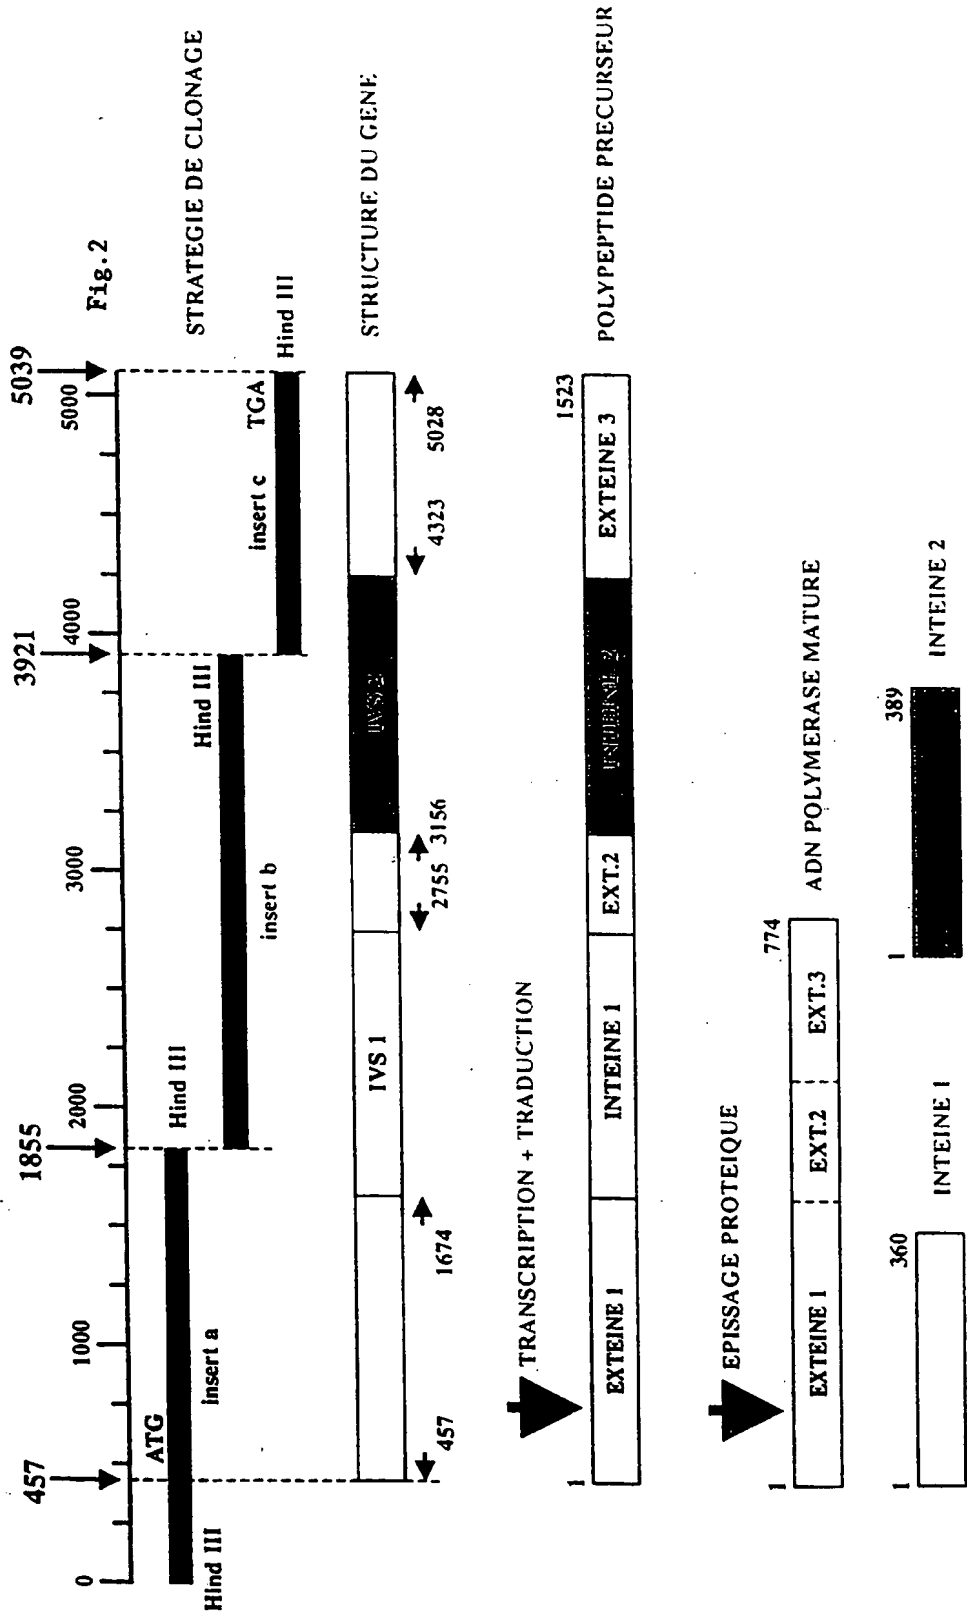 Fig.2
457
1855
3921
5039
0
1000
2000
3000
4000
5000
STRATEGIE DE CLONAGE
Hind III
ATG
insert a
Hind III
insert b
Hind III
insert c
TGA
Hind III
STRUCTURE DU GENE
IVS 1
IVS 2
457
1674
2755
3156
4323
5028
TRANSCRIPTION + TRADUCTION
POLYPEPTIDE PRECURSEUR
1
1523
EXTEINE 1
INTEINE 1
EXT.2
INTEINE 2
EXTEINE 3
EPISSAGE PROTEIQUE
ADN POLYMERASE MATURE
1
774
EXTEINE 1
EXT.2
EXT.3
1
360
INTEINE 1
1
389
INTEINE 2